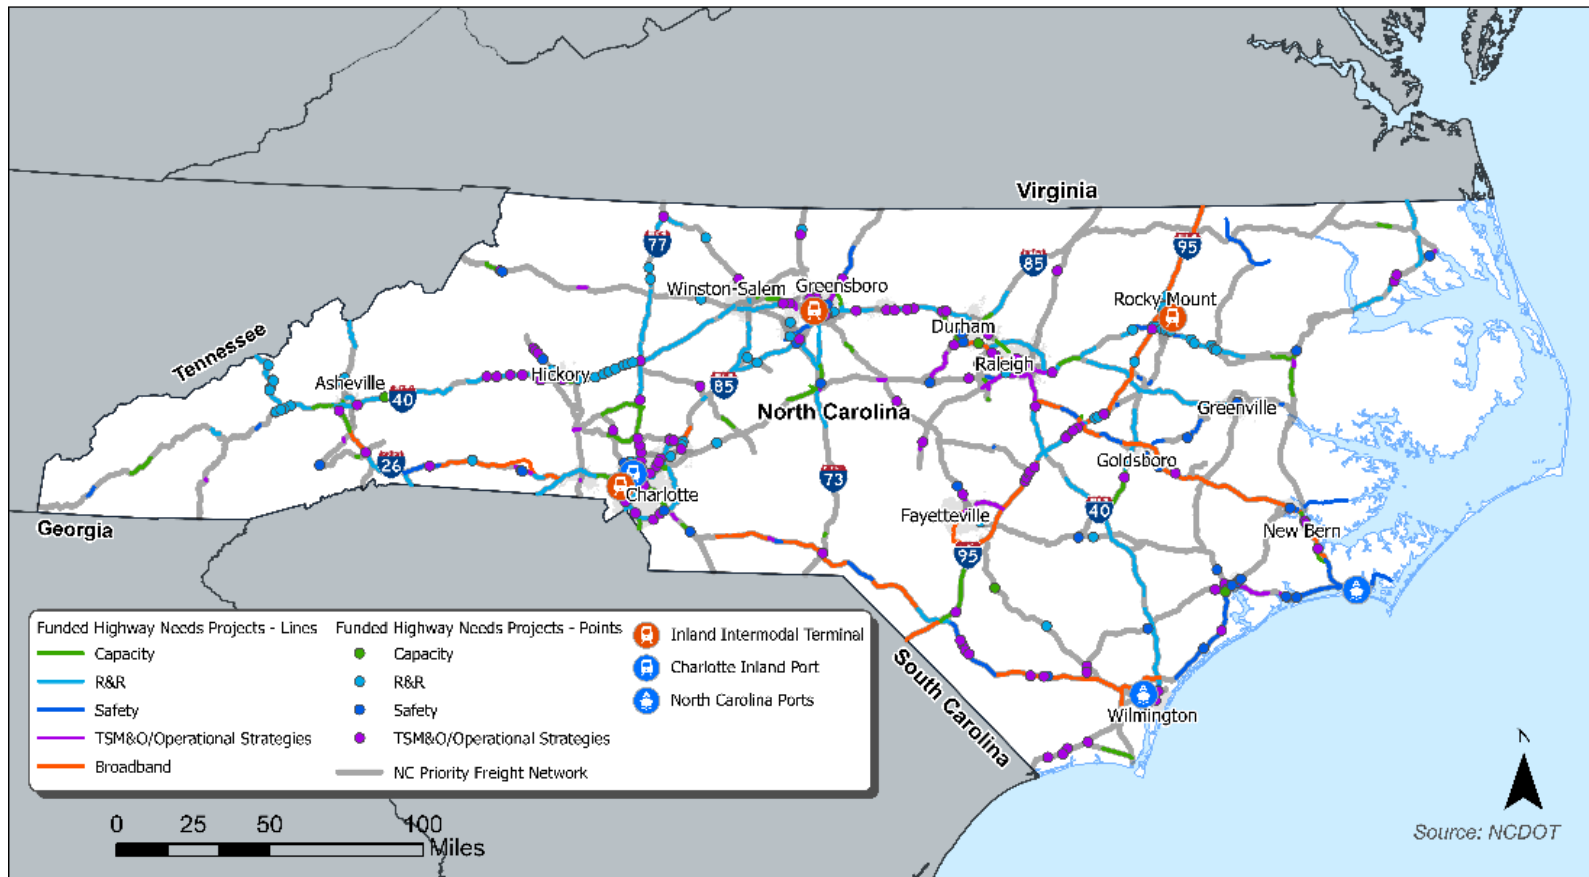 Virginia
77
95
85
Winston-Salem
Greensboro
Rocky Mount
Durham
Tennessee
Raleigh
Asheville
Hickory
40
85
North Carolina
Greenville
26
Goldsboro
73
Charlotte
40
Georgia
Fayetteville
New Bern
95
South Carolina
Wilmington
Funded Highway Needs Projects - Lines
Capacity
R&R
Safety
TSM&O/Operational Strategies
Broadband
Funded Highway Needs Projects - Points
Capacity
R&R
Safety
TSM&O/Operational Strategies
NC Priority Freight Network
Inland Intermodal Terminal
Charlotte Inland Port
North Carolina Ports
0 25 50 100
Miles
N
Source: NCDOT